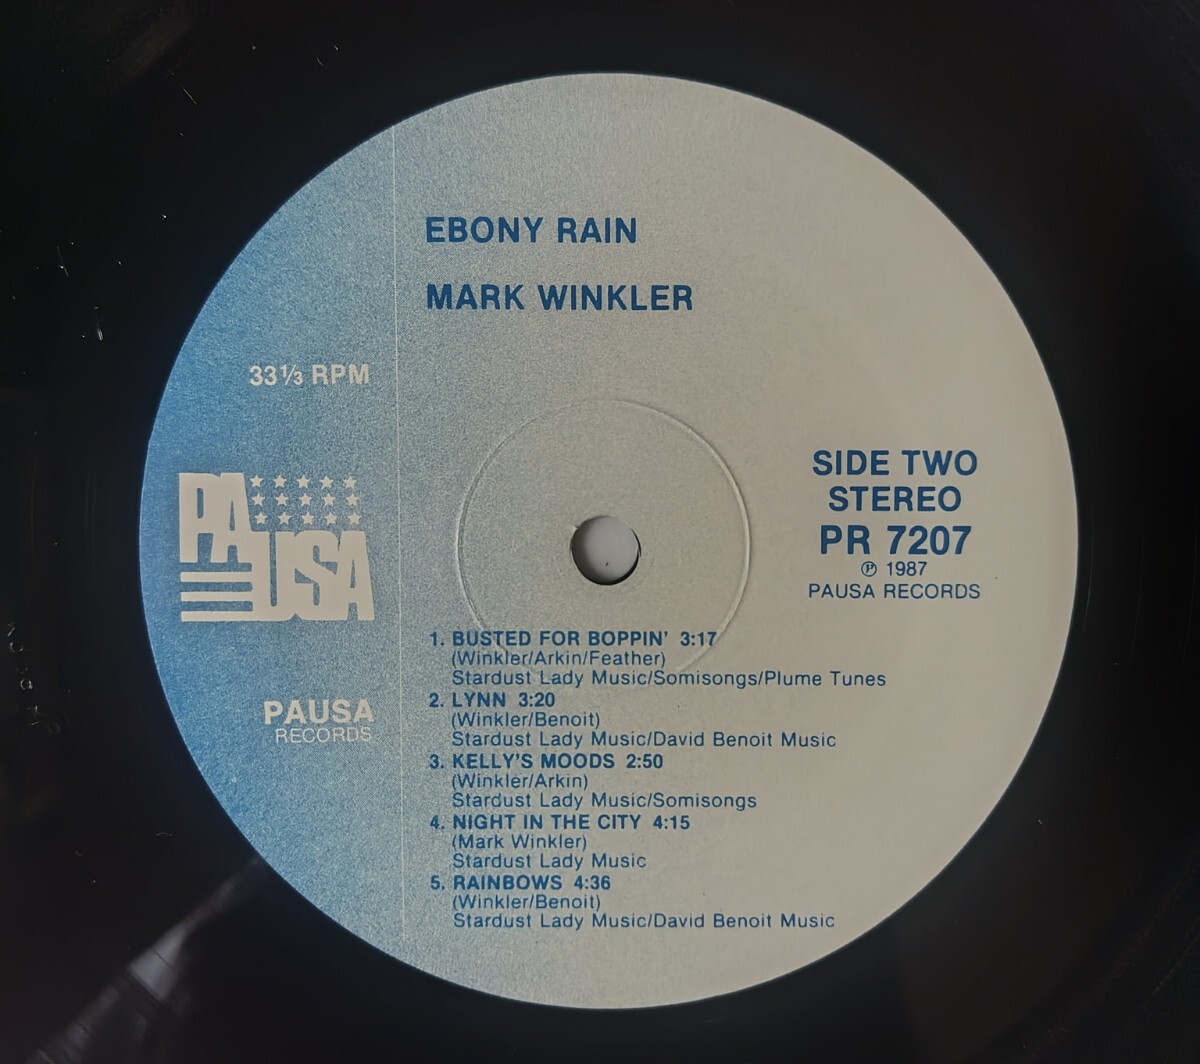 EBONY RAIN
MARK WINKLER
33⅓ RPM
PAUSA
SIDE TWO
STEREO
PR 7207
℗ 1987
PAUSA RECORDS
PAUSA
RECORDS
1. BUSTED FOR BOPPIN' 3:17
(Winkler/Arkin/Feather)
Stardust Lady Music/Somisongs/Plume Tunes
2. LYNN 3:20
(Winkler/Benoit)
Stardust Lady Music/David Benoit Music
3. KELLY'S MOODS 2:50
(Winkler/Arkin)
Stardust Lady Music/Somisongs
4. NIGHT IN THE CITY 4:15
(Mark Winkler)
Stardust Lady Music
5. RAINBOWS 4:36
(Winkler/Benoit)
Stardust Lady Music/David Benoit Music